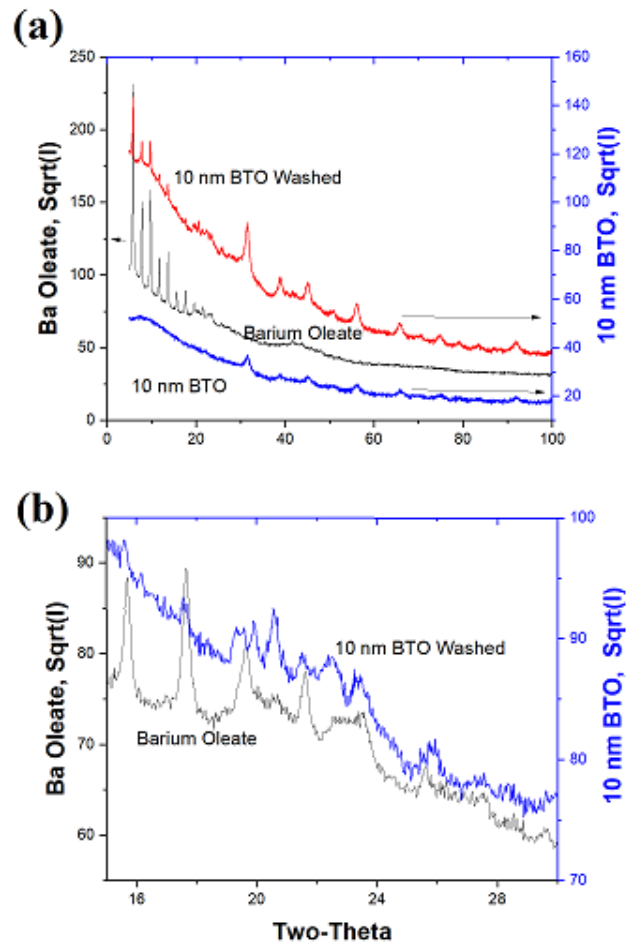 (a)
250
200
150
100
50
0
Ba Oleate, Sqrt(I)
160
140
120
100
80
60
40
20
10 nm BTO, Sqrt(I)
10 nm BTO Washed
Barium Oleate
10 nm BTO
0
20
40
60
80
100
(b)
90
80
70
60
Ba Oleate, Sqrt(I)
100
90
80
70
10 nm BTO, Sqrt(I)
10 nm BTO Washed
Barium Oleate
16
20
24
28
Two-Theta